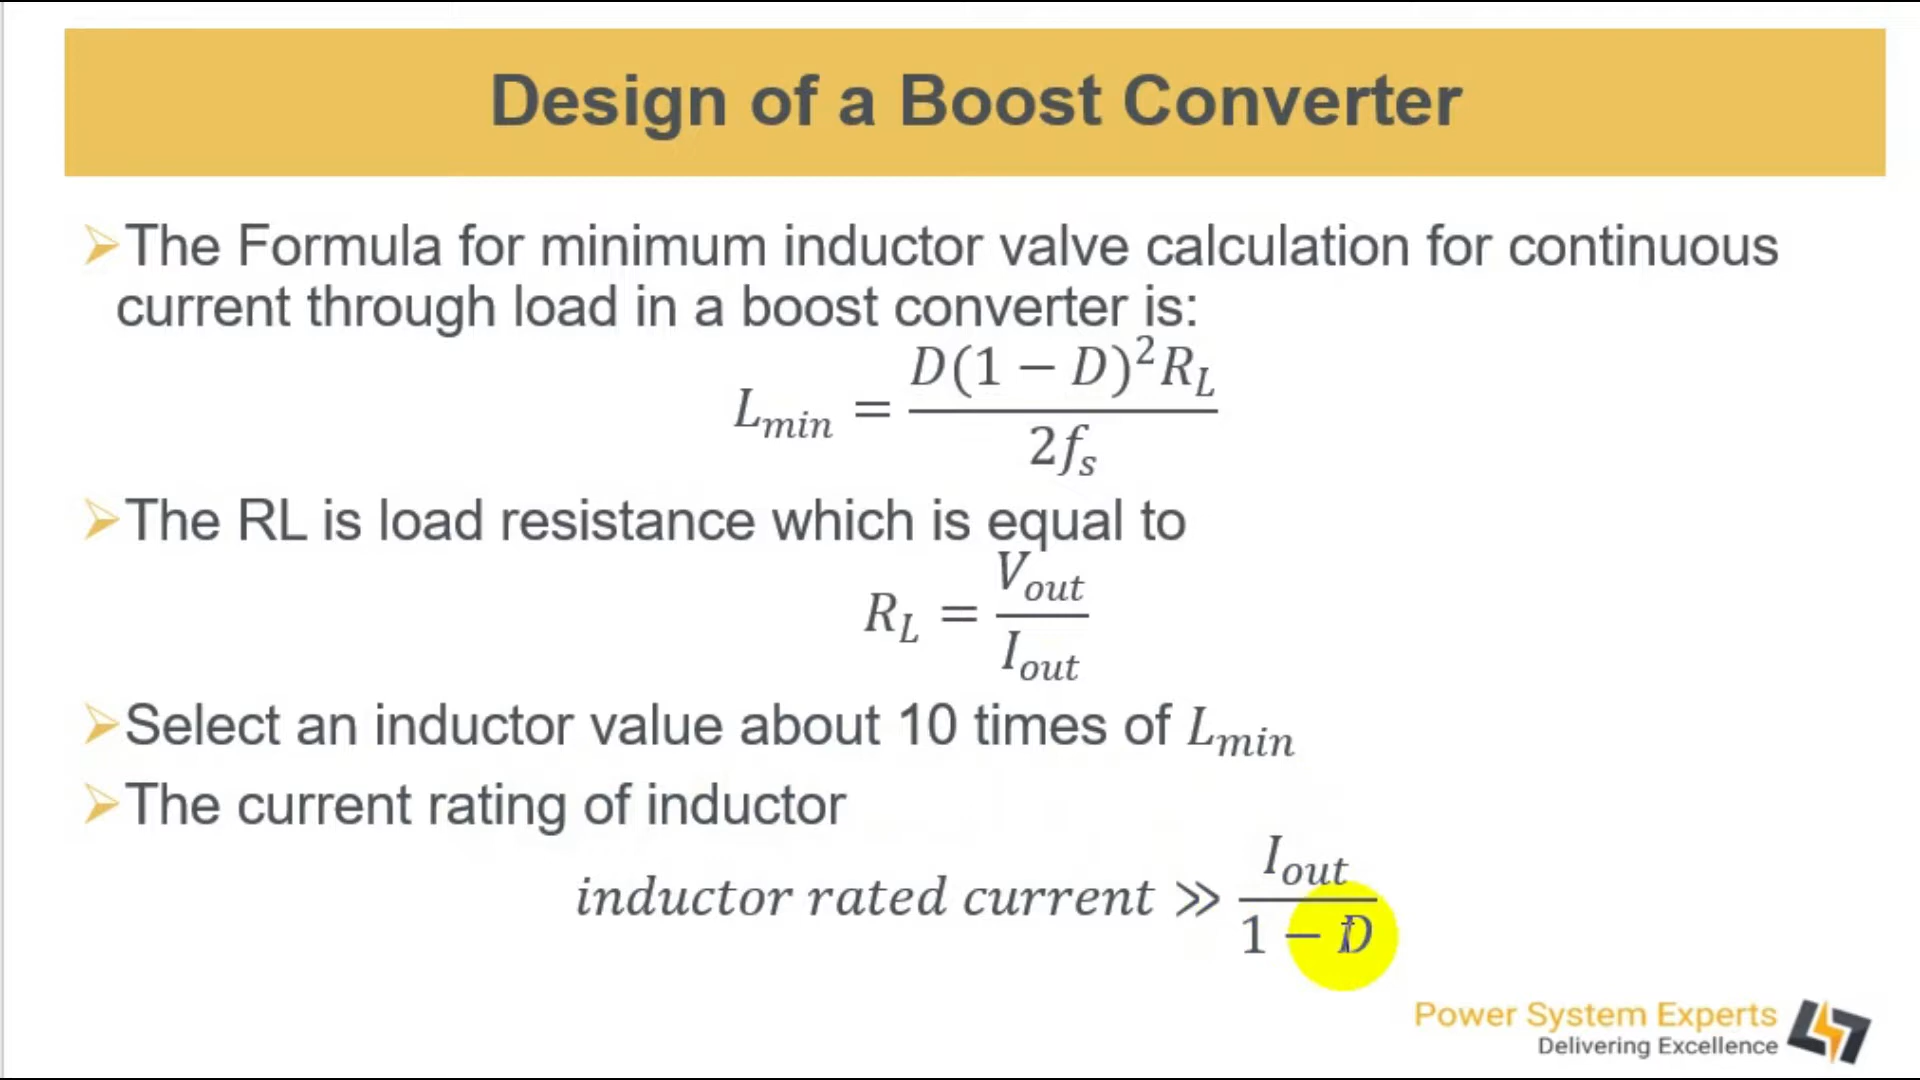 Design of a Boost Converter
The Formula for minimum inductor valve calculation for continuous
current through load in a boost converter is:
L_min = D(1 − D)²R_L / 2f_s
The RL is load resistance which is equal to
R_L = V_out / I_out
Select an inductor value about 10 times of L_min
The current rating of inductor
inductor rated current ≫ I_out / 1 − D
Power System Experts
Delivering Excellence